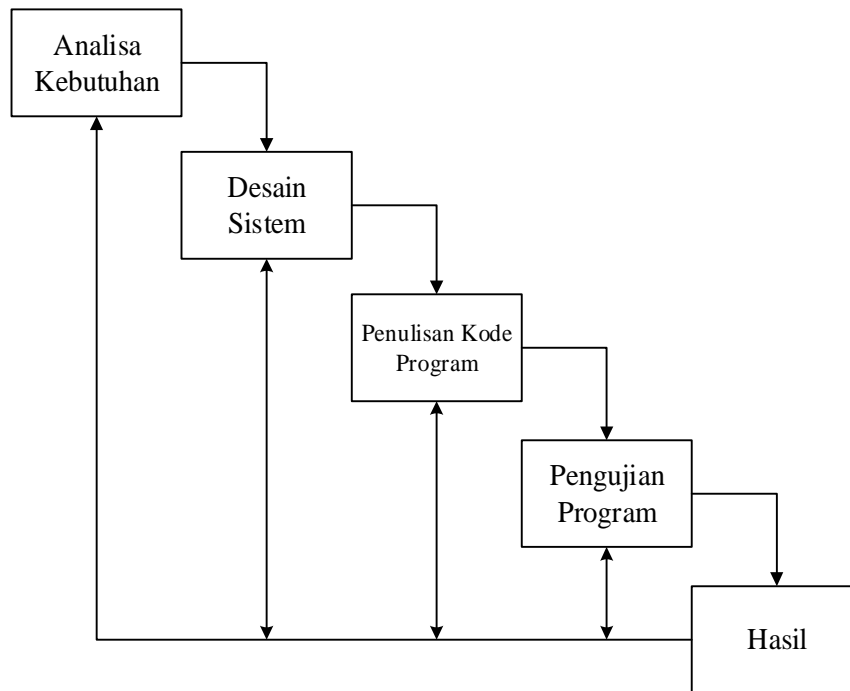 Analisa
Kebutuhan
Desain
Sistem
Penulisan Kode
Program
Pengujian
Program
Hasil